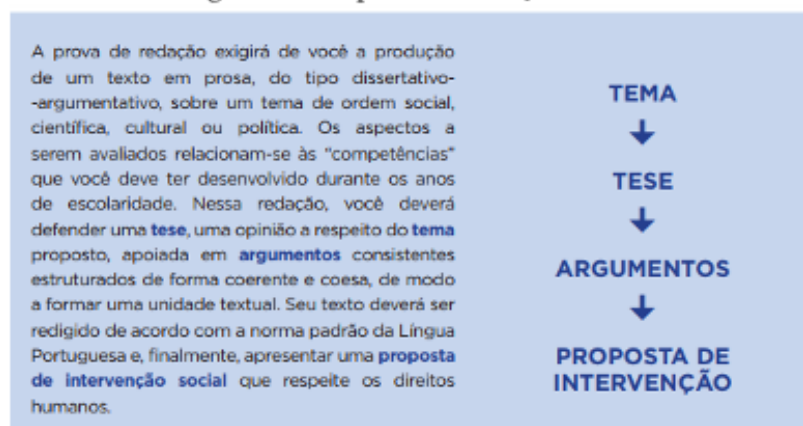 A prova de redação exigirá de você a produção
de um texto em prosa, do tipo dissertativo-
-argumentativo, sobre um tema de ordem social,
científica, cultural ou política. Os aspectos a
serem avaliados relacionam-se às “competências”
que você deve ter desenvolvido durante os anos
de escolaridade. Nessa redação, você deverá
defender uma tese, uma opinião a respeito do tema
proposto, apoiada em argumentos consistentes
estruturados de forma coerente e coesa, de modo
a formar uma unidade textual. Seu texto deverá ser
redigido de acordo com a norma padrão da Língua
Portuguesa e, finalmente, apresentar uma proposta
de intervenção social que respeite os direitos
humanos.
TEMA
TESE
ARGUMENTOS
PROPOSTA DE
INTERVENÇÃO